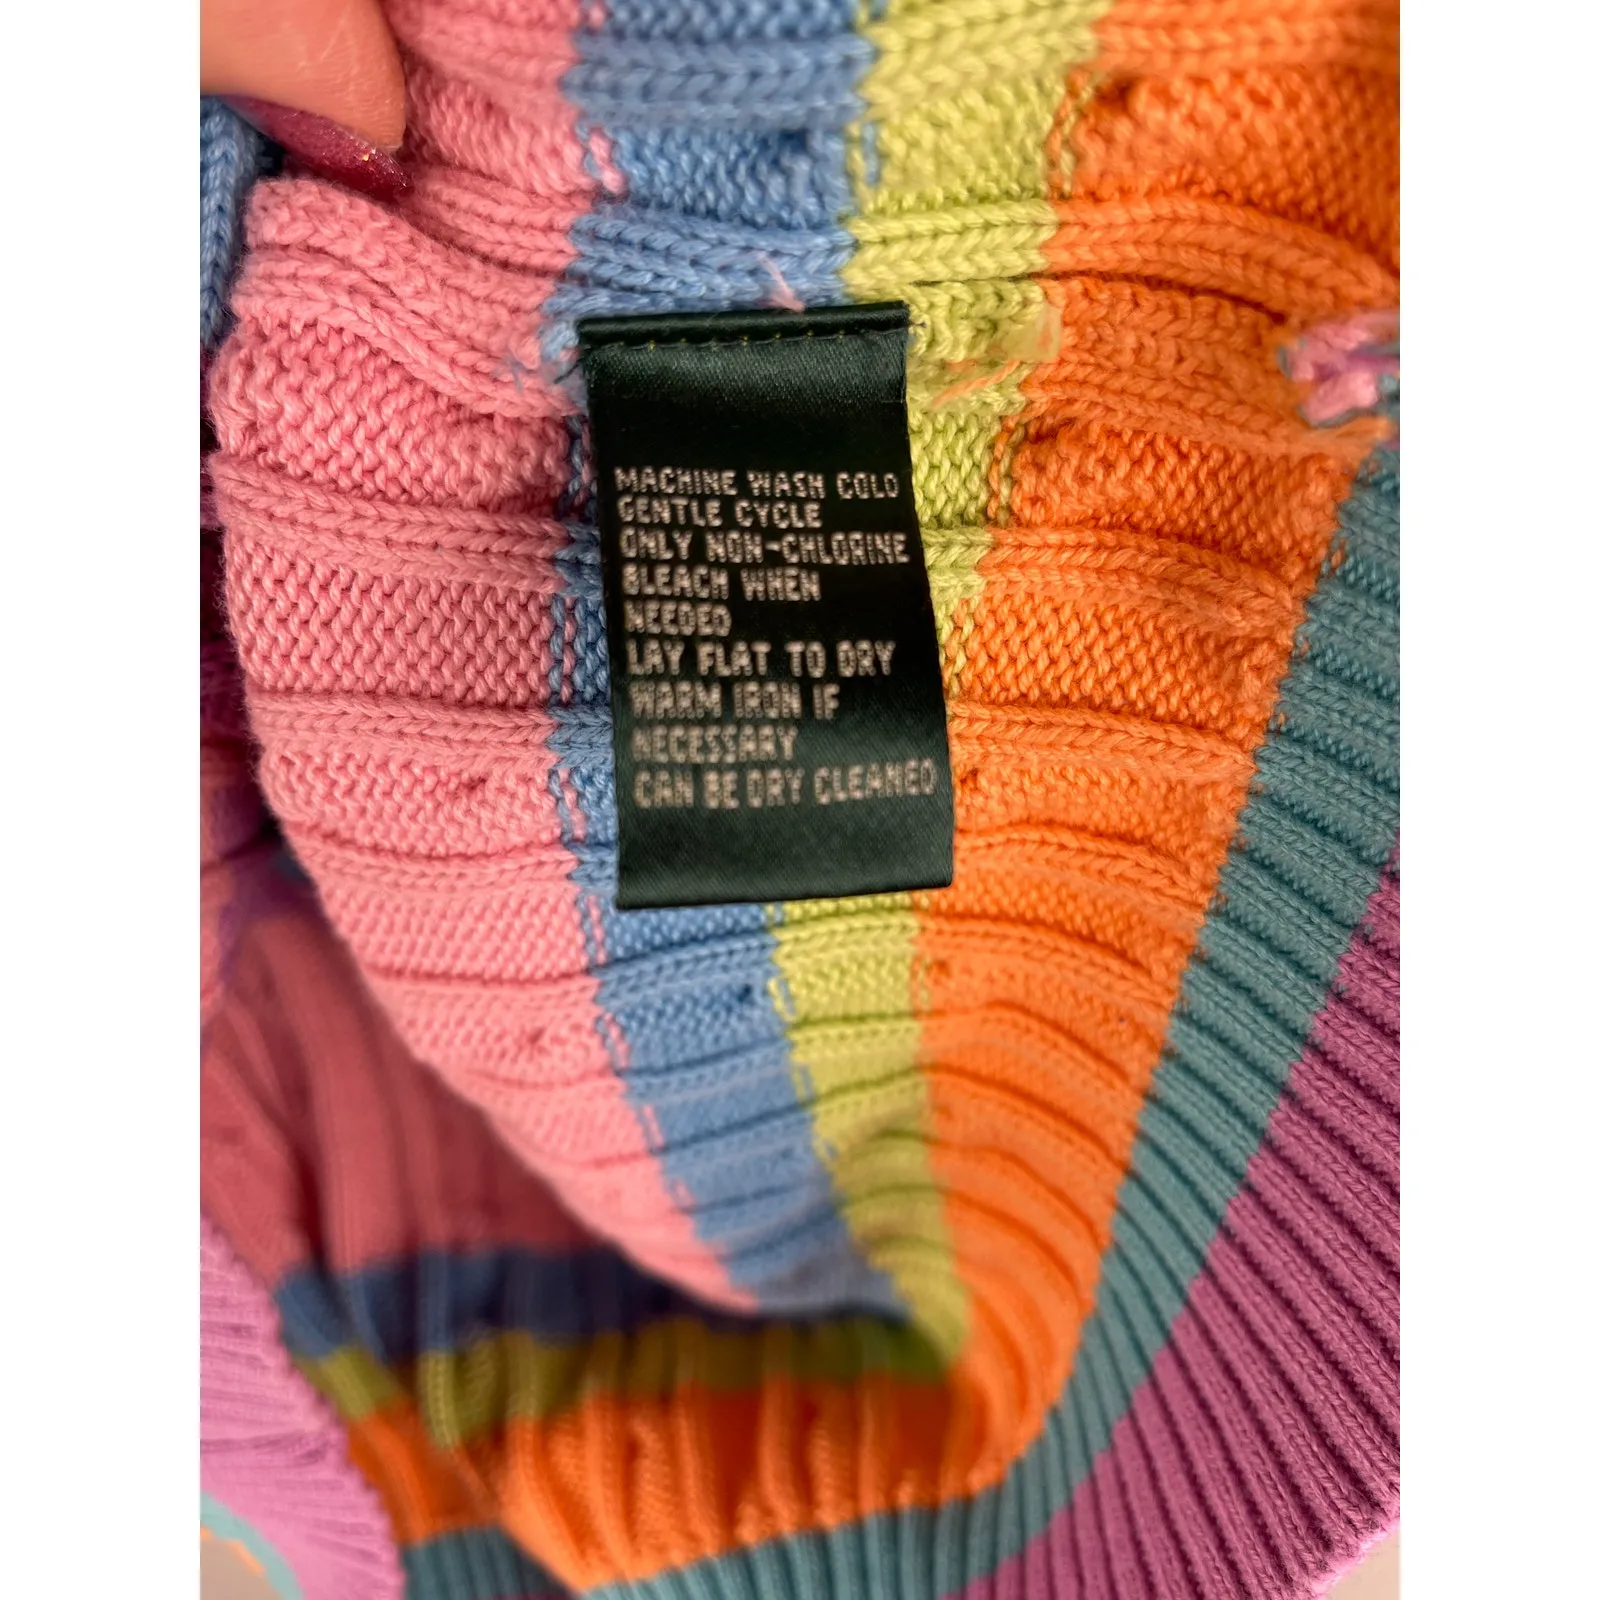 MACHINE WASH COLD
GENTLE CYCLE
ONLY NON-CHLORINE
BLEACH WHEN
NEEDED
LAY FLAT TO DRY
WARM IRON IF
NECESSARY
CAN BE DRY CLEANED